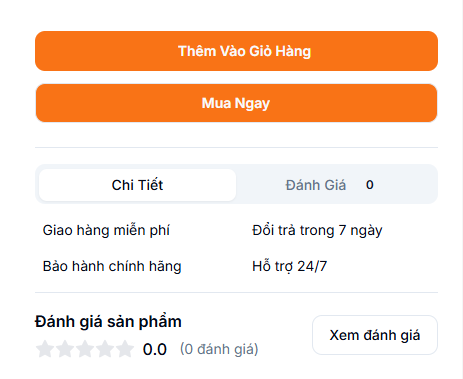 Thêm Vào Giỏ Hàng
Mua Ngay
Chi Tiết Đánh Giá 0
Giao hàng miễn phí Đổi trả trong 7 ngày
Bảo hành chính hãng Hỗ trợ 24/7
Đánh giá sản phẩm
0.0 (0 đánh giá)
Xem đánh giá